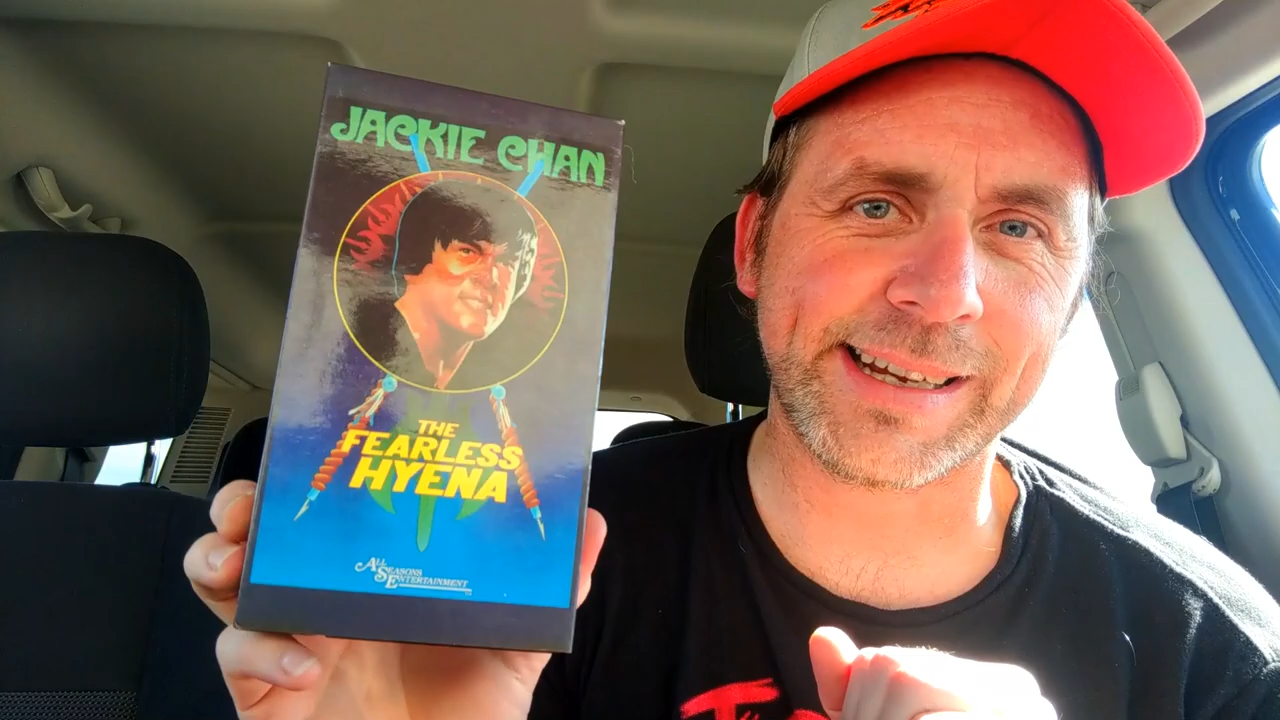 JACKIE CHAN
THE
FEARLESS
HYENA
ALL
SEASONS
ENTERTAINMENT